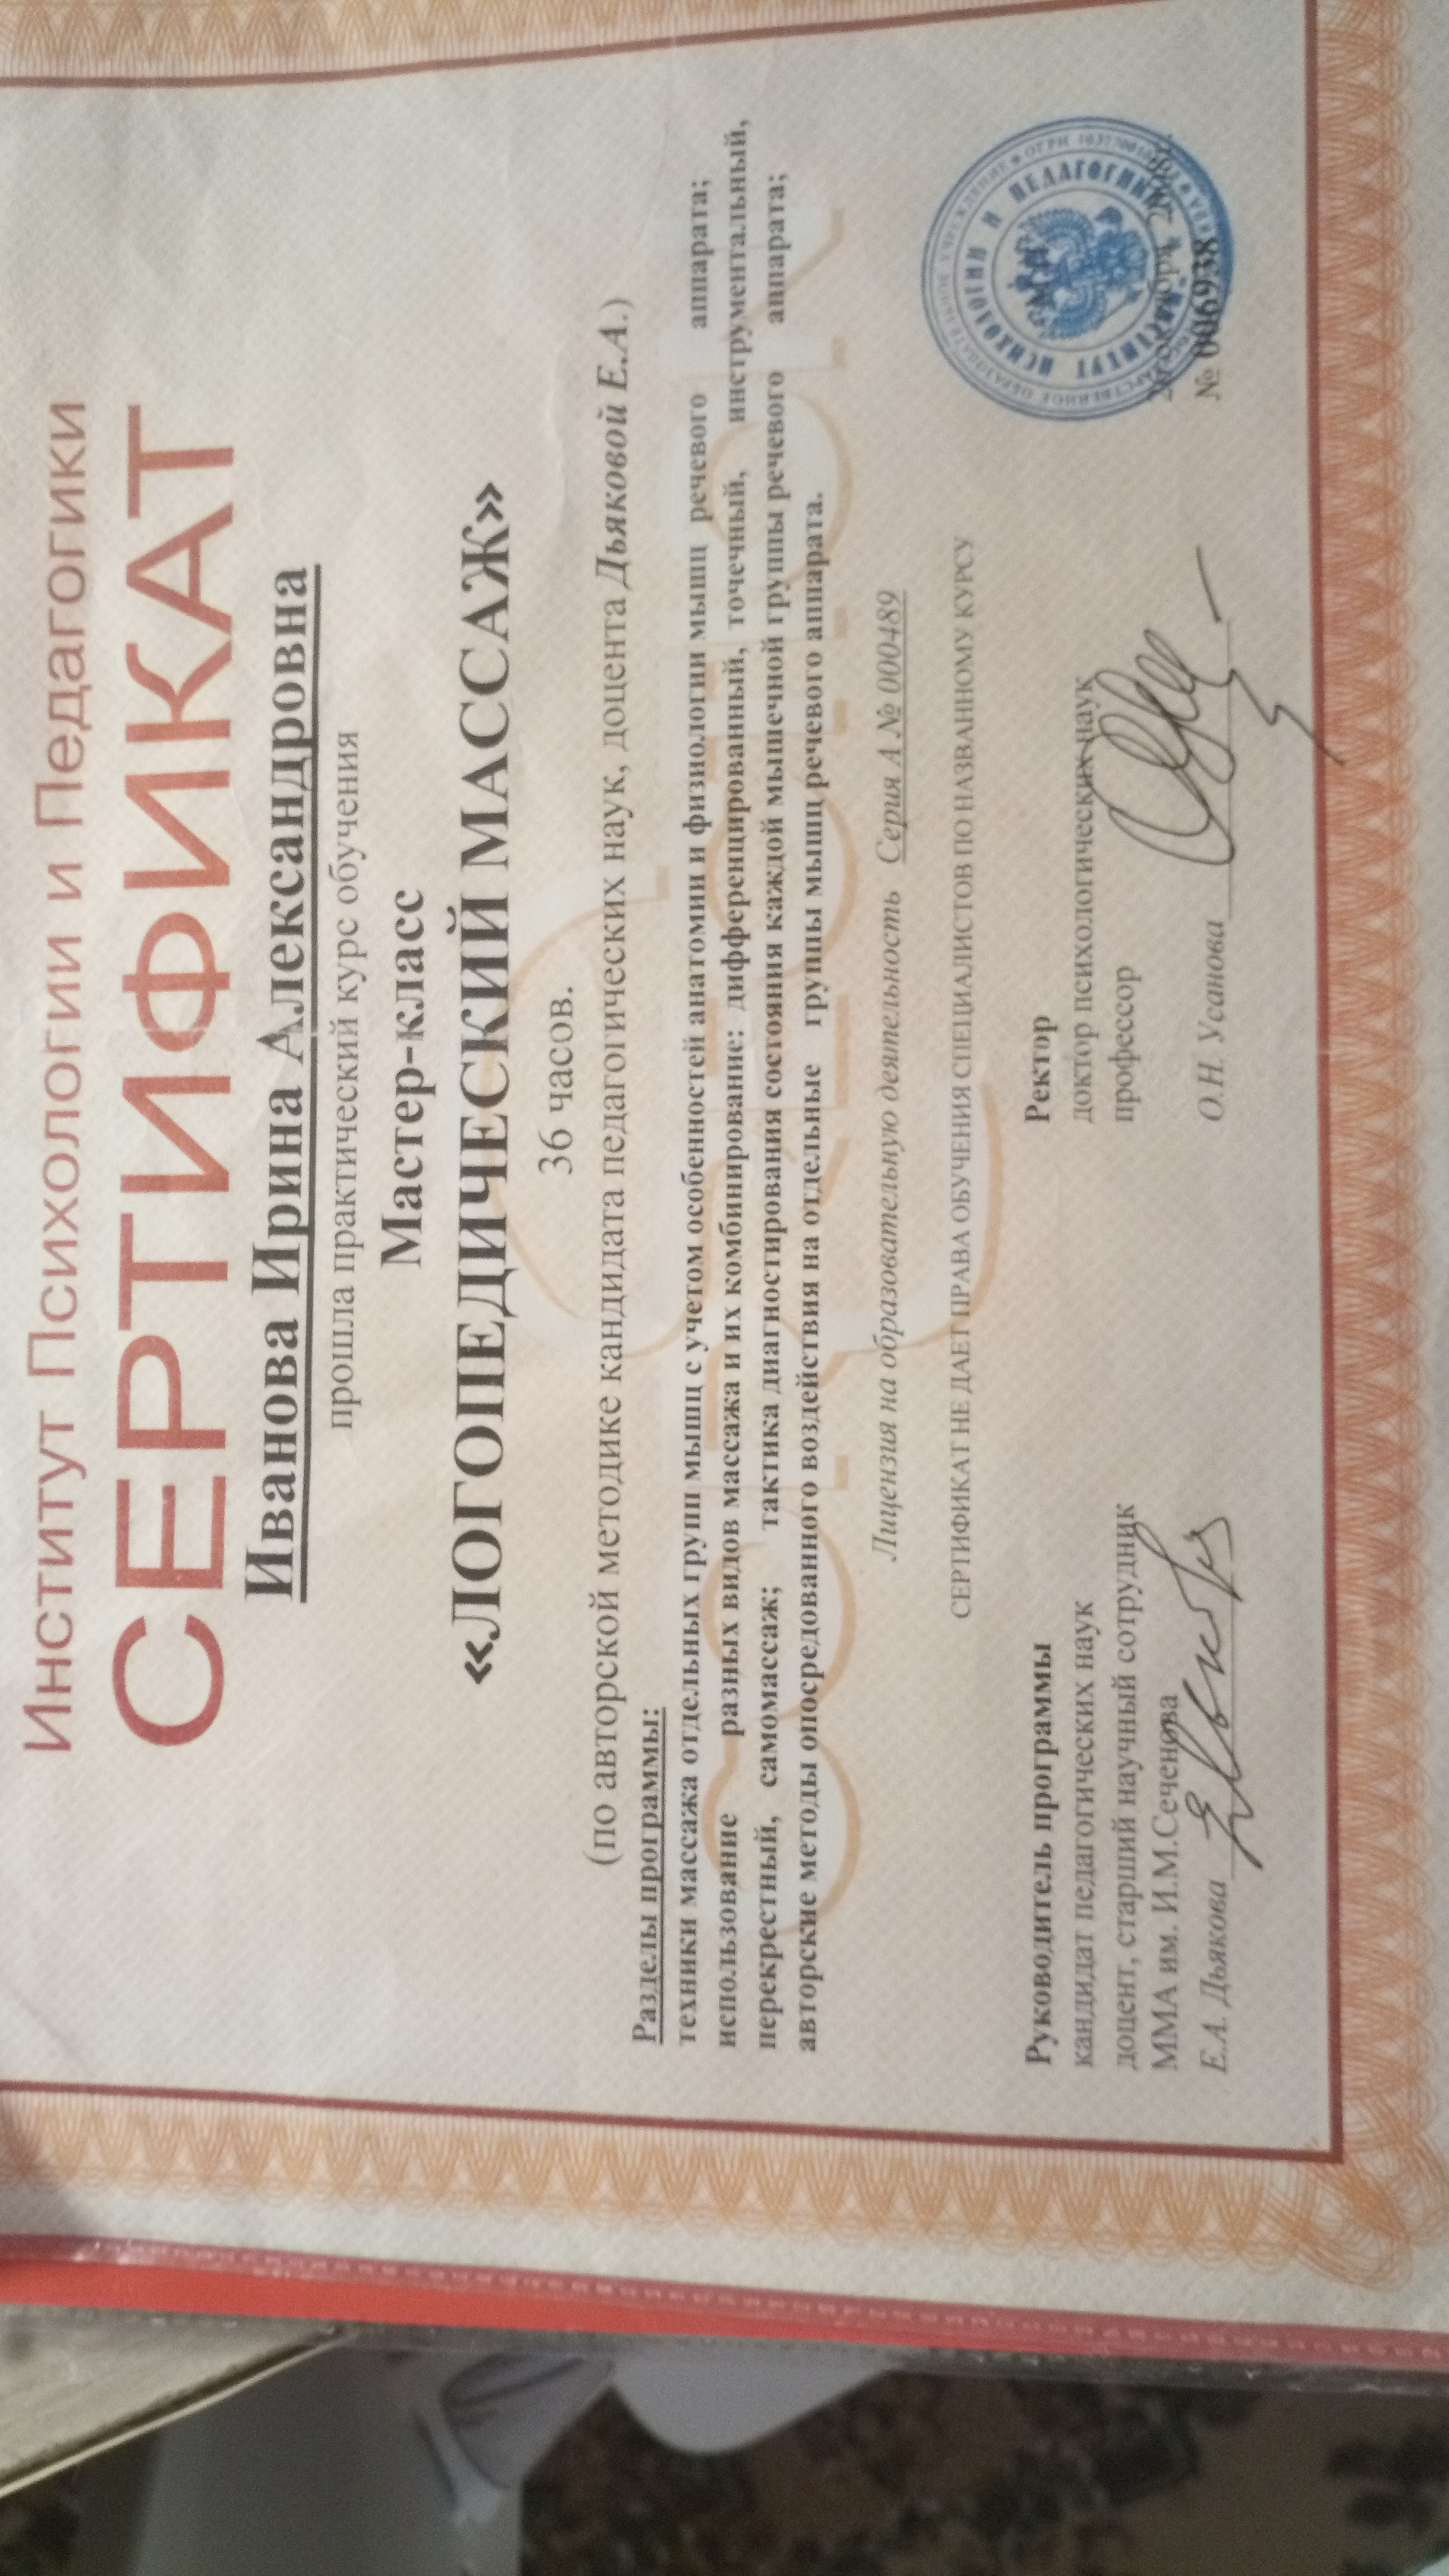 Институт Психологии и Педагогики
СЕРТИФИКАТ
Иванова Ирина Александровна
прошла практический курс обучения
Мастер-класс
«ЛОГОПЕДИЧЕСКИЙ МАССАЖ»
36 часов.
(по авторской методике кандидата педагогических наук, доцента Дьяковой Е.А.)
Разделы программы:
техники массажа отдельных групп мышц с учетом особенностей анатомии и физиологии мышц речевого аппарата;
использование разных видов массажа и их комбинирование: дифференцированный, точечный, инструментальный,
перекрестный, самомассаж; тактика диагностирования состояния каждой мышечной группы речевого аппарата;
авторские методы опосредованного воздействия на отдельные группы мышц речевого аппарата.
Лицензия на образовательную деятельность Серия А № 000489
СЕРТИФИКАТ НЕ ДАЕТ ПРАВА ОБУЧЕНИЯ СПЕЦИАЛИСТОВ ПО НАЗВАННОМУ КУРСУ
Руководитель программы
кандидат педагогических наук
доцент, старший научный сотрудник
ММА им. И.М.Сеченова
Е.А. Дьякова
Ректор
доктор психологических наук
профессор
О.Н. Усанова
ИНСТИТУТ ПСИХОЛОГИИ И ПЕДАГОГИКИ
№ 006938